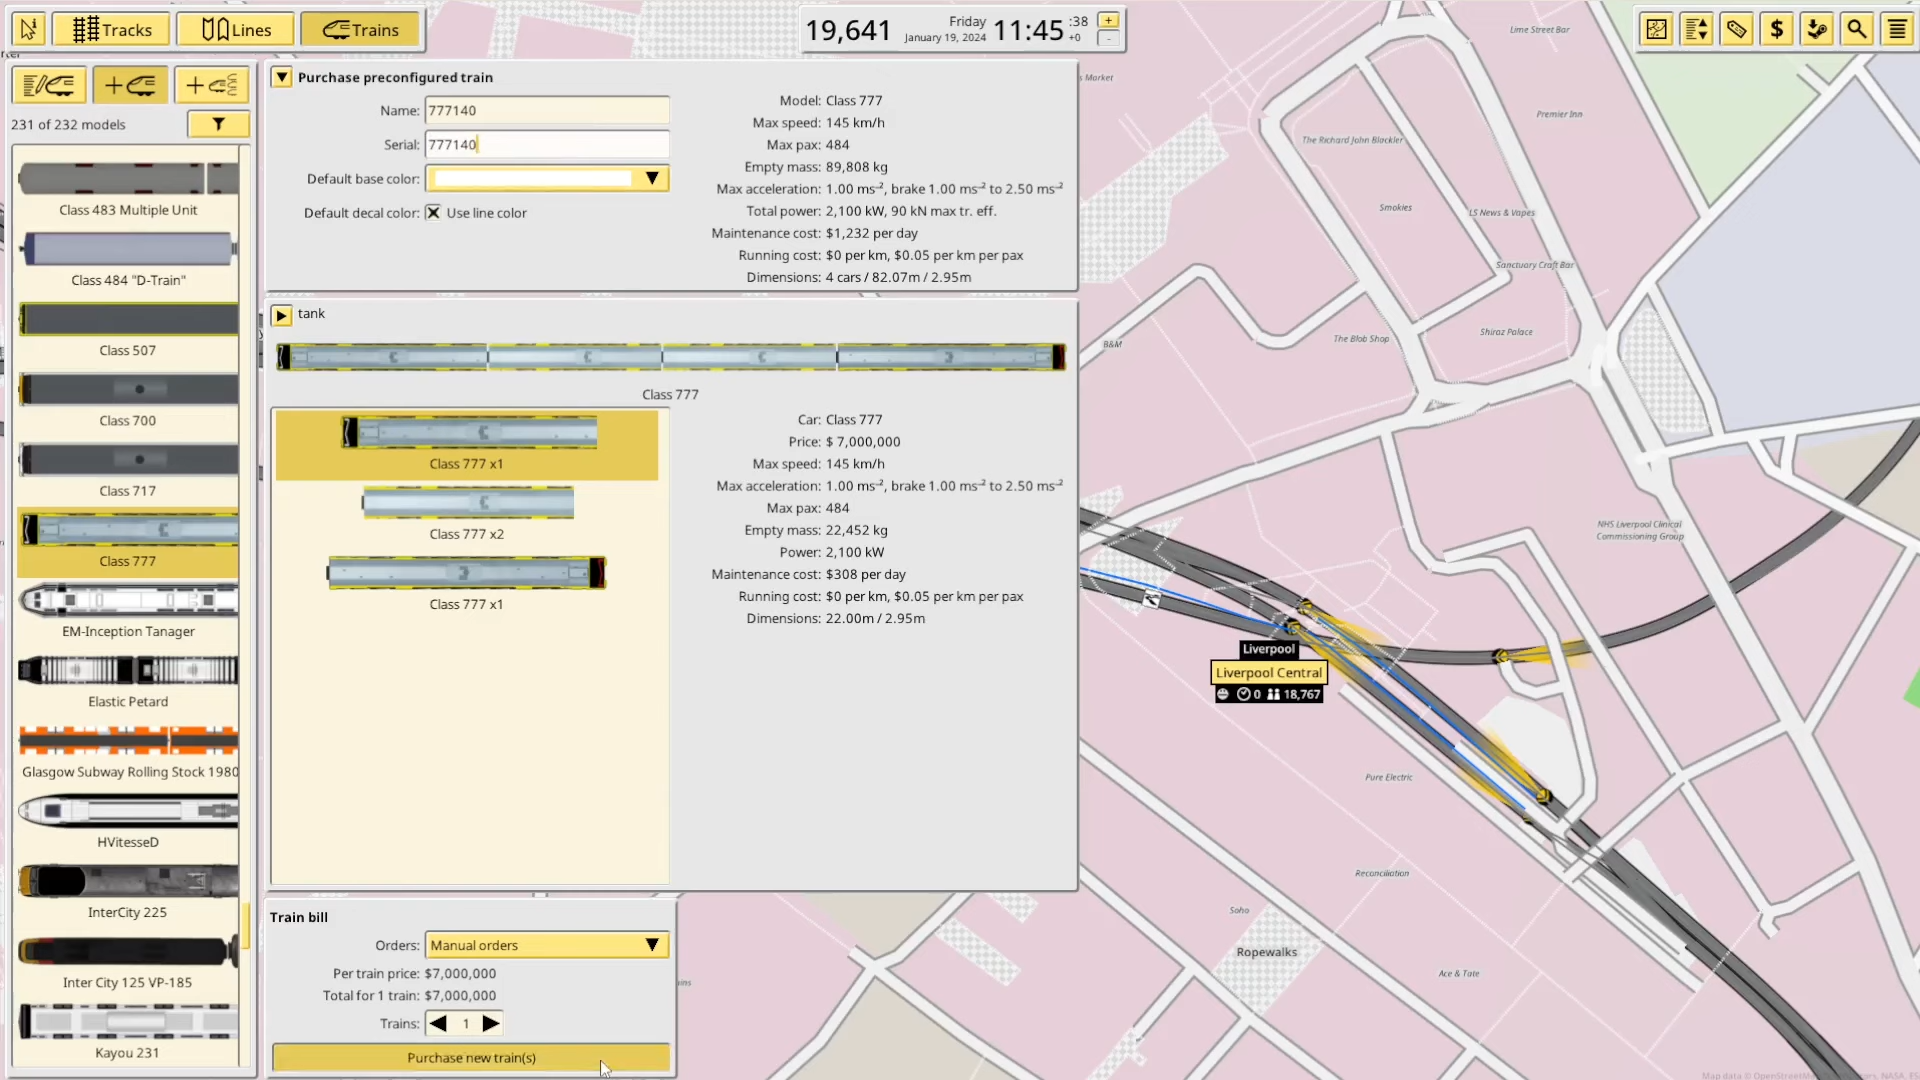 Tracks
Lines
Trains
19,641
Friday
January 19, 2024
11:45
:38
+0
+
-
$
231 of 232 models
Class 483 Multiple Unit
Class 484 "D-Train"
Class 507
Class 700
Class 717
Class 777
EM-Inception Tanager
Elastic Petard
Glasgow Subway Rolling Stock 1980
HVitesseD
InterCity 225
Inter City 125 VP-185
Kayou 231
Purchase preconfigured train
Name: 777140
Serial: 777140
Default base color:
Default decal color: Use line color
Model: Class 777
Max speed: 145 km/h
Max pax: 484
Empty mass: 89,808 kg
Max acceleration: 1.00 ms⁻², brake 1.00 ms⁻² to 2.50 ms⁻²
Total power: 2,100 kW, 90 kN max tr. eff.
Maintenance cost: $1,232 per day
Running cost: $0 per km, $0.05 per km per pax
Dimensions: 4 cars / 82.07m / 2.95m
tank
Class 777
Class 777 x1
Class 777 x2
Class 777 x1
Car: Class 777
Price: $ 7,000,000
Max speed: 145 km/h
Max acceleration: 1.00 ms⁻², brake 1.00 ms⁻² to 2.50 ms⁻²
Max pax: 484
Empty mass: 22,452 kg
Power: 2,100 kW
Maintenance cost: $308 per day
Running cost: $0 per km, $0.05 per km per pax
Dimensions: 22.00m / 2.95m
Train bill
Orders: Manual orders
Per train price: $7,000,000
Total for 1 train: $7,000,000
Trains: 1
Purchase new train(s)
s Market
Lime Street Bar
Premier Inn
The Richard John Blackler
Smokies
LS News & Vapes
Sanctuary Craft Bar
Shiraz Palace
The Blob Shop
B&M
NHS Liverpool Clinical
Commissioning Group
Liverpool
Liverpool Central
0 18,767
Pure Electric
Reconciliation
Soho
Ropewalks
Ace & Tate